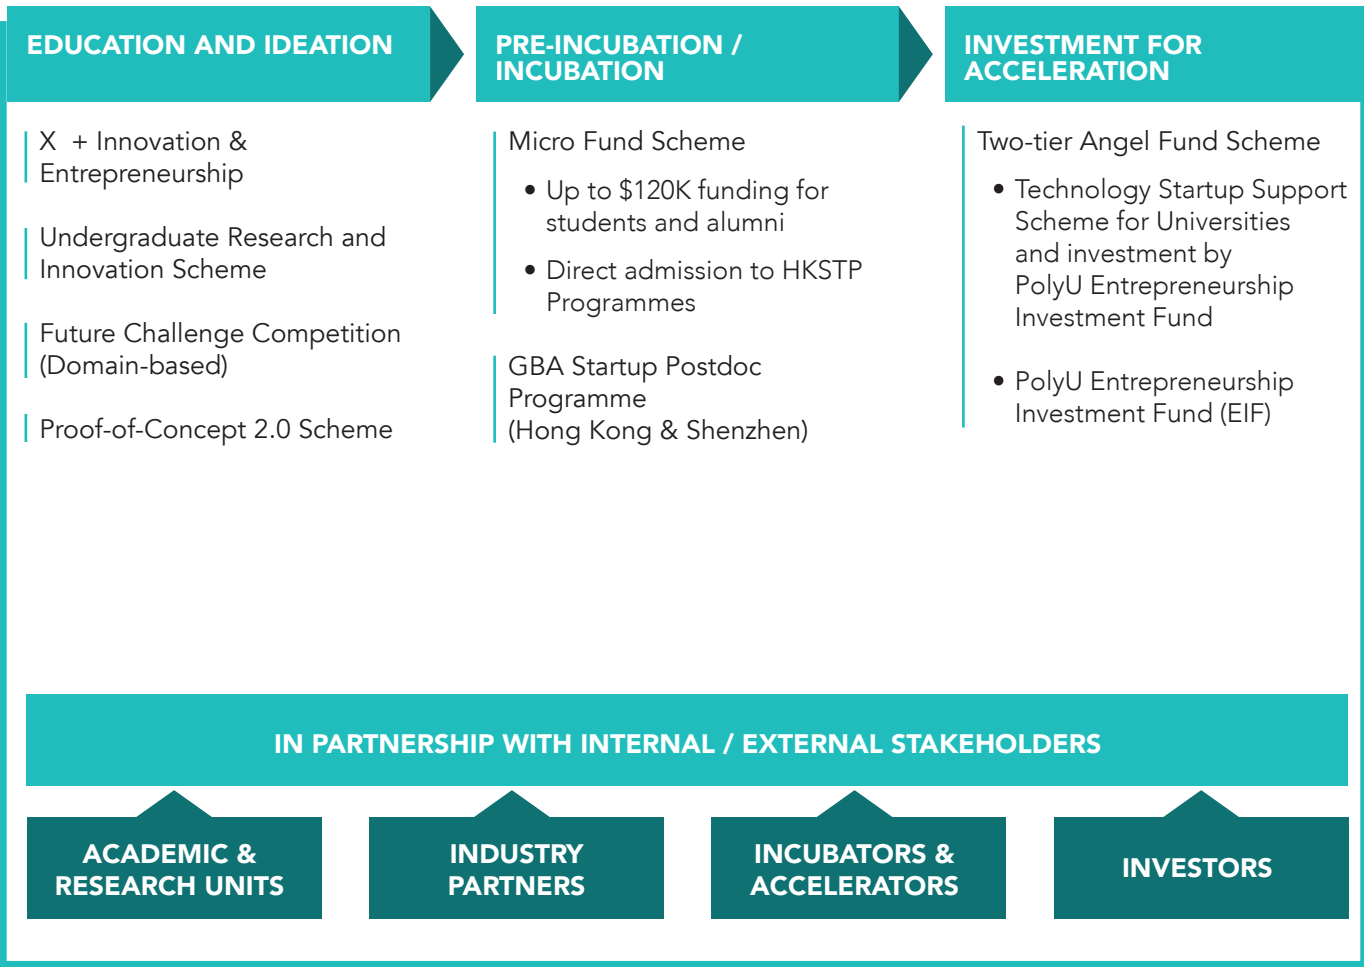 EDUCATION AND IDEATION
X + Innovation &
Entrepreneurship
Undergraduate Research and
Innovation Scheme
Future Challenge Competition
(Domain-based)
Proof-of-Concept 2.0 Scheme
PRE-INCUBATION /
INCUBATION
Micro Fund Scheme
• Up to $120K funding for
students and alumni
• Direct admission to HKSTP
Programmes
GBA Startup Postdoc
Programme
(Hong Kong & Shenzhen)
INVESTMENT FOR
ACCELERATION
Two-tier Angel Fund Scheme
• Technology Startup Support
Scheme for Universities
and investment by
PolyU Entrepreneurship
Investment Fund
• PolyU Entrepreneurship
Investment Fund (EIF)
IN PARTNERSHIP WITH INTERNAL / EXTERNAL STAKEHOLDERS
ACADEMIC &
RESEARCH UNITS
INDUSTRY
PARTNERS
INCUBATORS &
ACCELERATORS
INVESTORS